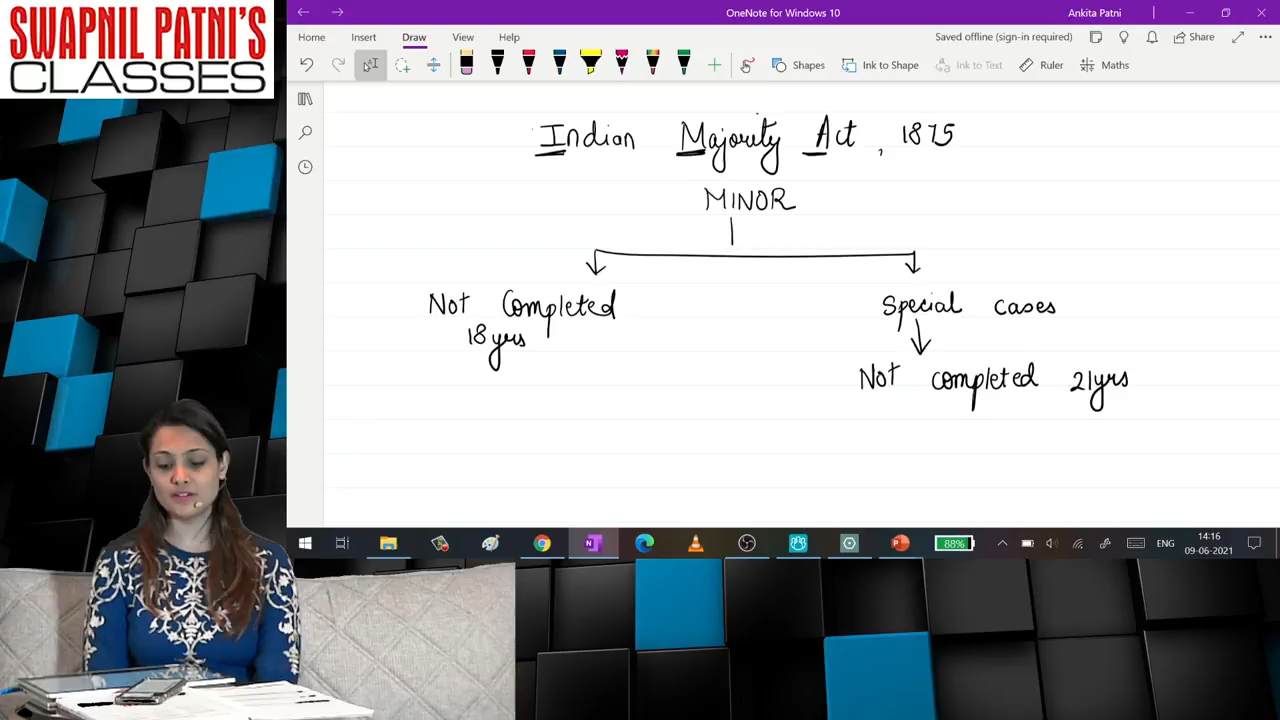 SWAPNIL PATNI'S
CLASSES
OneNote for Windows 10
Ankita Patni
Home Insert Draw View Help
Saved offline (sign-in required)
Share
Shapes
Ink to Shape
Ink to Text
Ruler
Maths
Indian Majority Act, 1875
MINOR
Not Completed
18yrs
Special cases
Not completed 21yrs
88%
ENG
14:16
09-06-2021